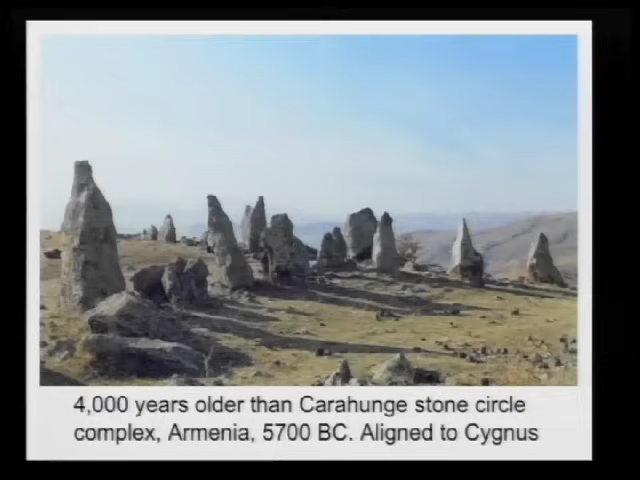 4,000 years older than Carahunge stone circle
complex, Armenia, 5700 BC. Aligned to Cygnus